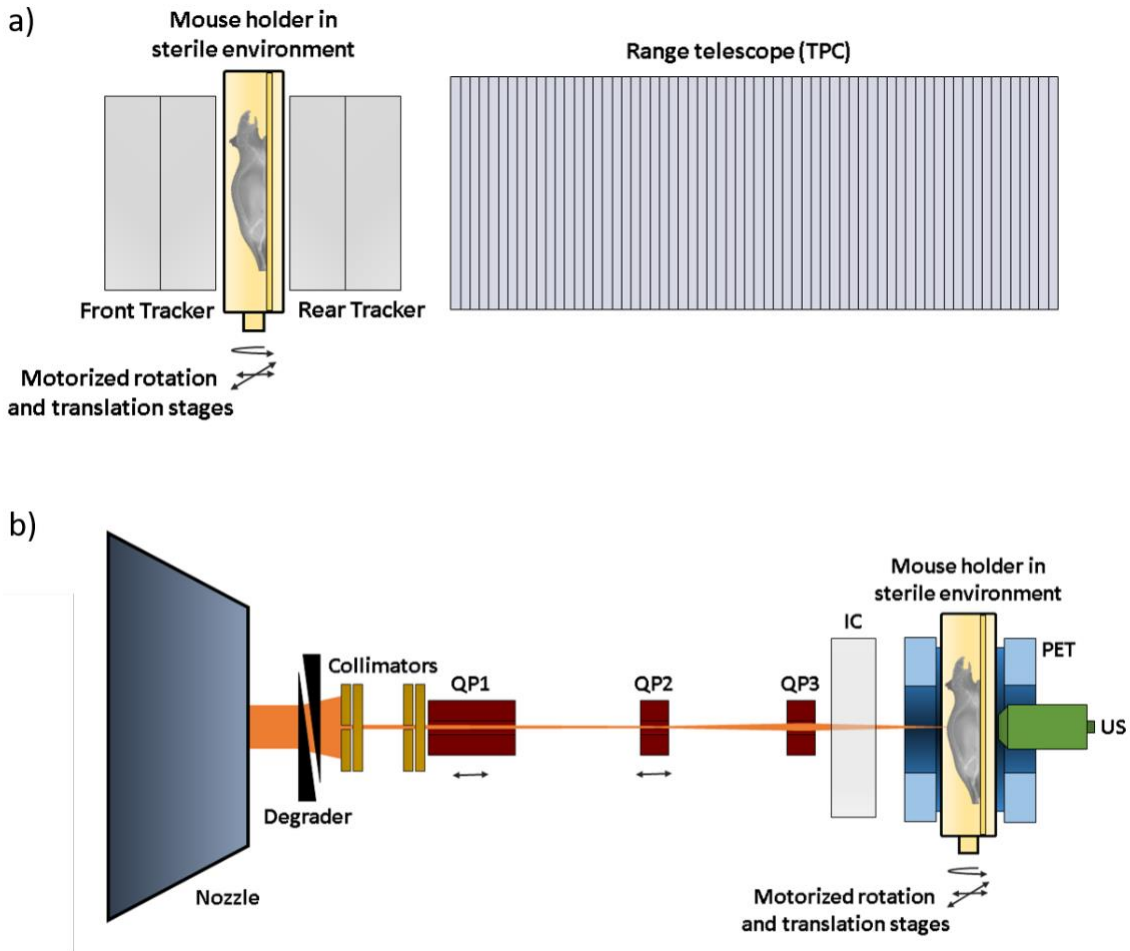 a)
Mouse holder in
sterile environment
Range telescope (TPC)
Front Tracker
Rear Tracker
Motorized rotation
and translation stages
b)
Mouse holder in
sterile environment
IC
PET
Collimators
QP1
QP2
QP3
US
Degrader
Nozzle
Motorized rotation
and translation stages